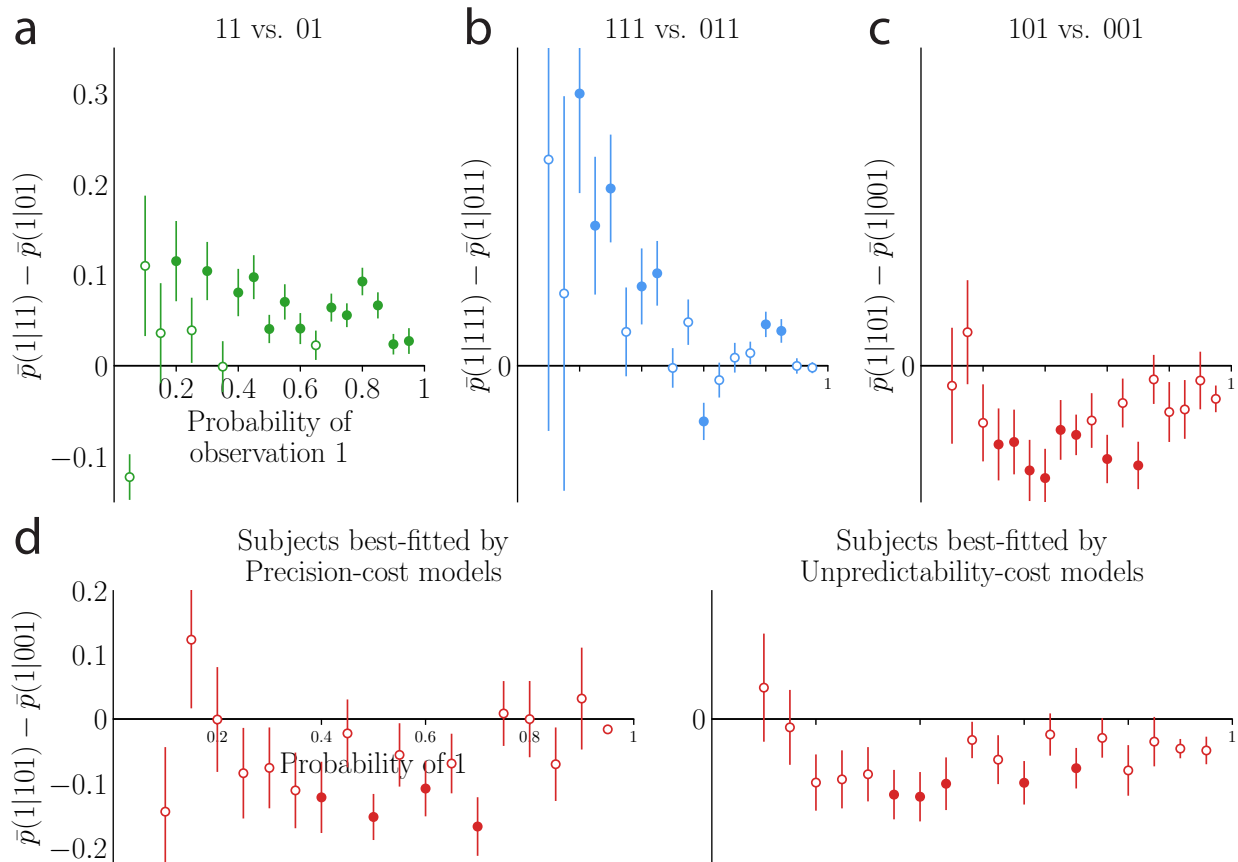 a
11 vs. 01
p̄(1|11) − p̄(1|01)
0.3
0.2
0.1
0
−0.1
0.2
0.4
0.6
0.8
1
Probability of
observation 1
b
111 vs. 011
p̄(1|111) − p̄(1|011)
0
1
c
101 vs. 001
p̄(1|101) − p̄(1|001)
0
1
d
Subjects best-fitted by
Precision-cost models
p̄(1|101) − p̄(1|001)
0.2
0.1
0
−0.1
−0.2
0.2
0.4
0.6
0.8
1
Probability of 1
Subjects best-fitted by
Unpredictability-cost models
0
1